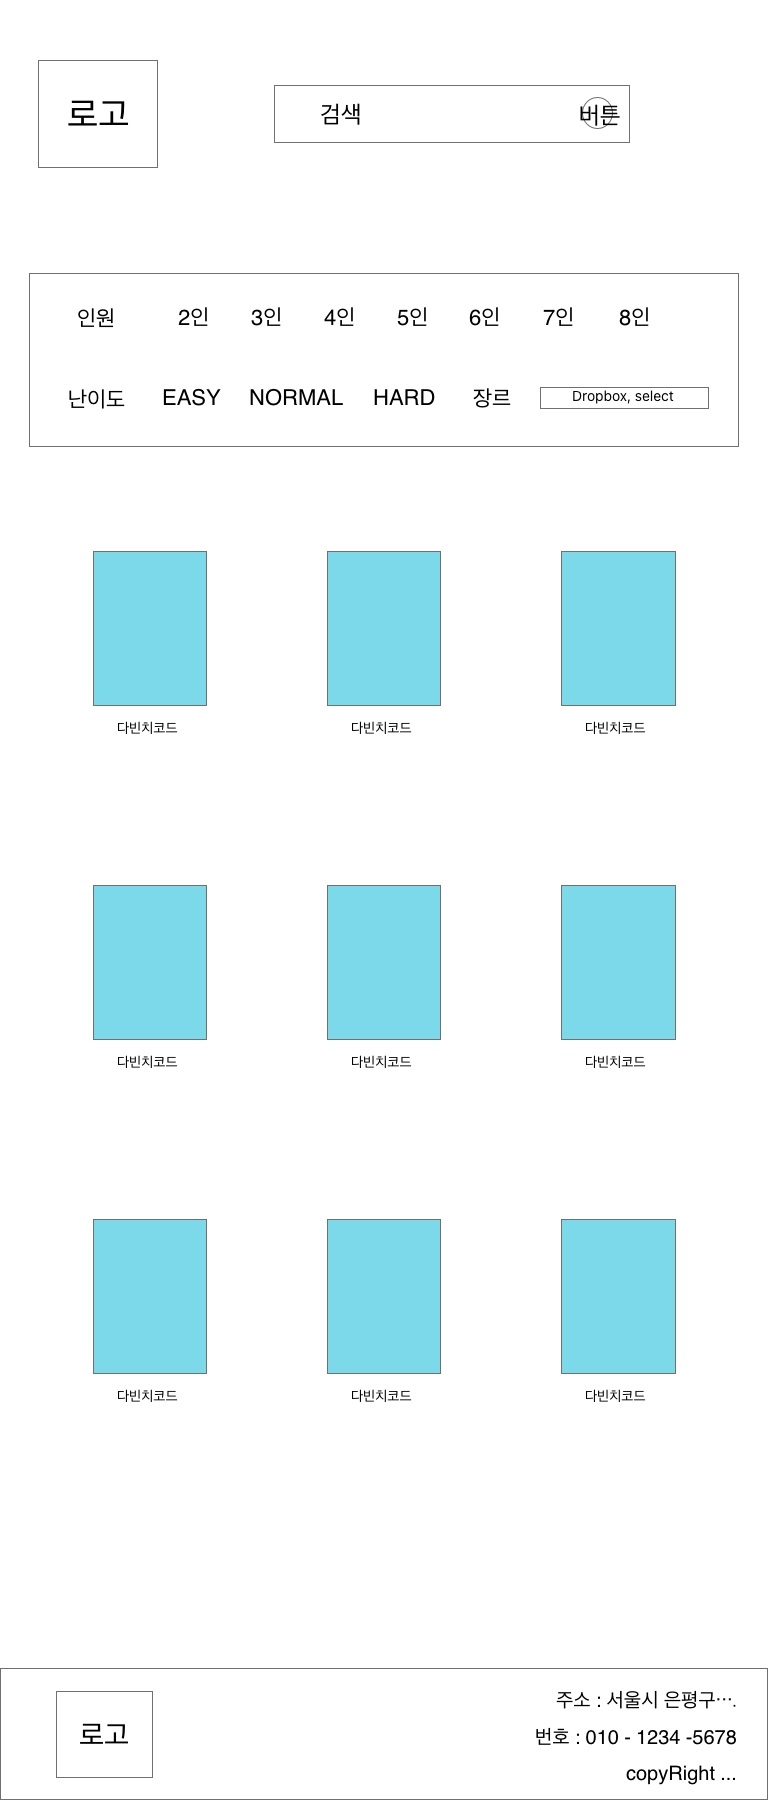 로고
검색 버튼
인원 2인 3인 4인 5인 6인 7인 8인
난이도 EASY NORMAL HARD 장르 Dropbox, select
다빈치코드 다빈치코드 다빈치코드
다빈치코드 다빈치코드 다빈치코드
다빈치코드 다빈치코드 다빈치코드
로고
주소 : 서울시 은평구….
번호 : 010 - 1234 -5678
copyRight ...